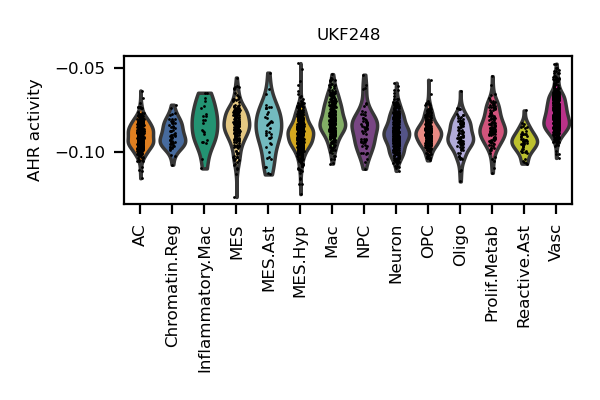 UKF248
AHR activity
−0.05
−0.10
AC
Chromatin.Reg
Inflammatory.Mac
MES
MES.Ast
MES.Hyp
Mac
NPC
Neuron
OPC
Oligo
Prolif.Metab
Reactive.Ast
Vasc